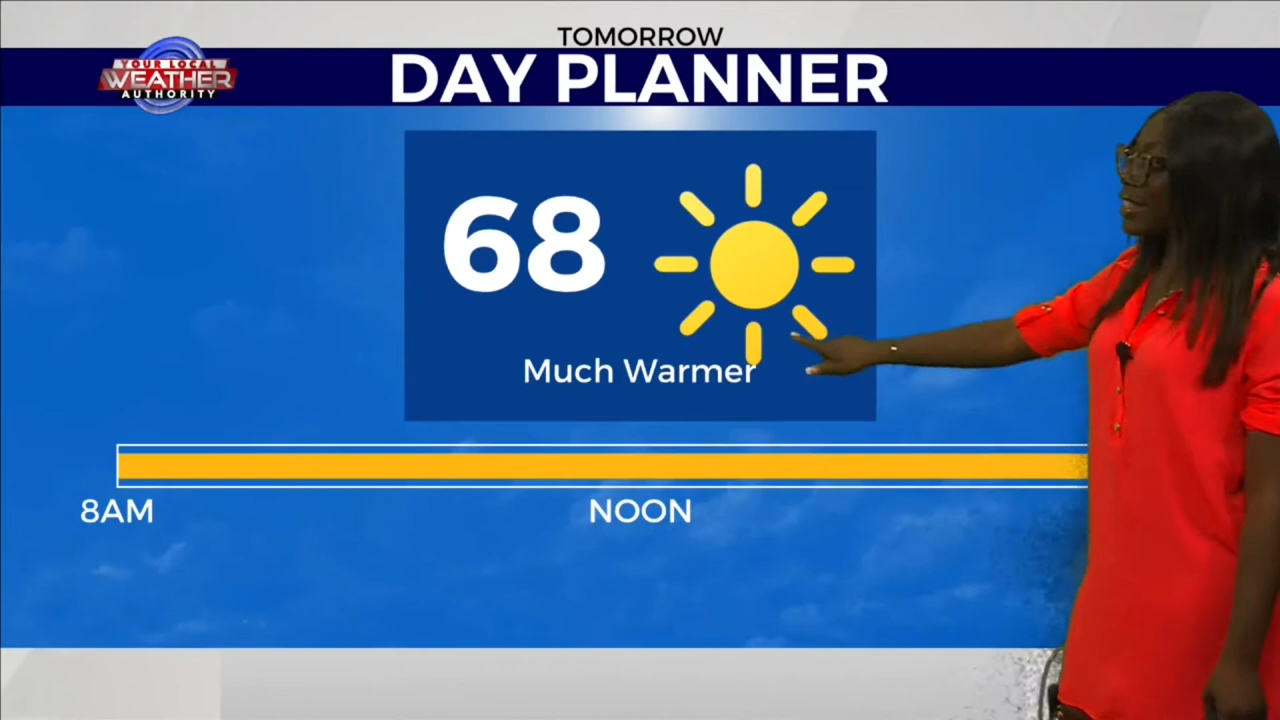 TOMORROW
DAY PLANNER
YOUR LOCAL
WEATHER
AUTHORITY
68
Much Warmer
8AM
NOON